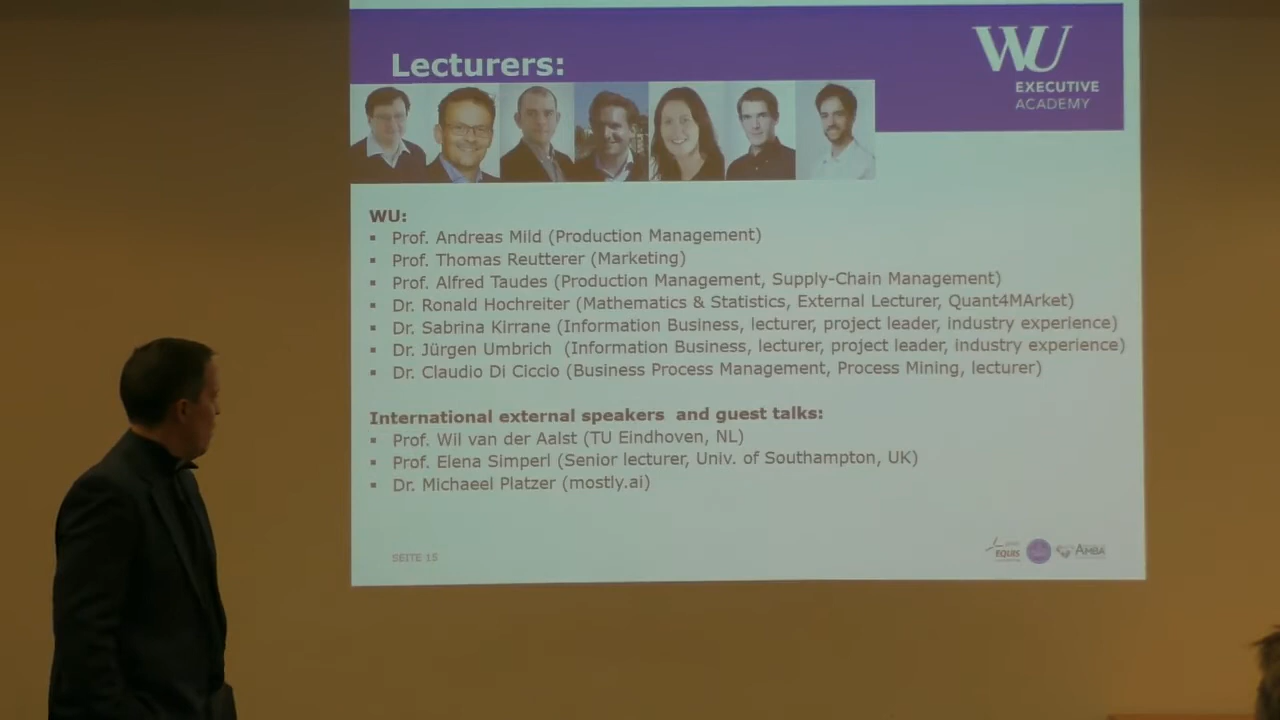 Lecturers:
WU
EXECUTIVE
ACADEMY
WU:
▪ Prof. Andreas Mild (Production Management)
▪ Prof. Thomas Reutterer (Marketing)
▪ Prof. Alfred Taudes (Production Management, Supply-Chain Management)
▪ Dr. Ronald Hochreiter (Mathematics & Statistics, External Lecturer, Quant4MArket)
▪ Dr. Sabrina Kirrane (Information Business, lecturer, project leader, industry experience)
▪ Dr. Jürgen Umbrich (Information Business, lecturer, project leader, industry experience)
▪ Dr. Claudio Di Ciccio (Business Process Management, Process Mining, lecturer)
International external speakers and guest talks:
▪ Prof. Wil van der Aalst (TU Eindhoven, NL)
▪ Prof. Elena Simperl (Senior lecturer, Univ. of Southampton, UK)
▪ Dr. Michaeel Platzer (mostly.ai)
SEITE 15
EQUIS
AMBA